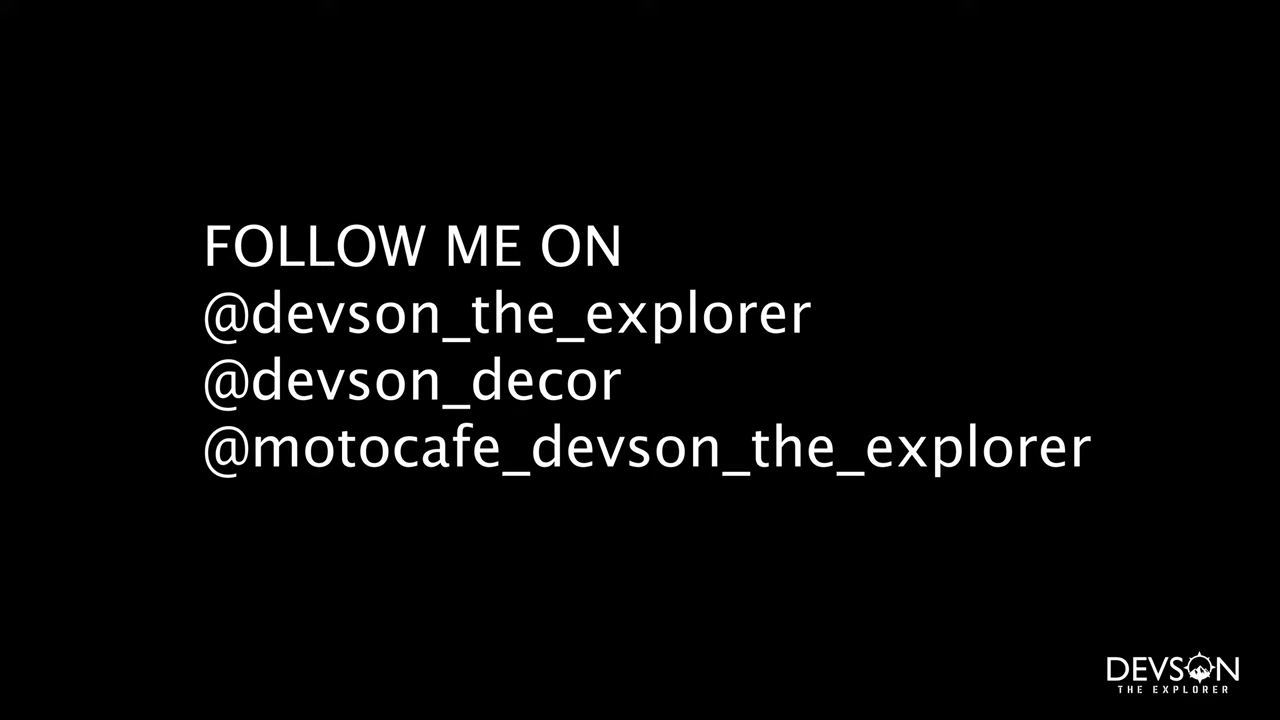 FOLLOW ME ON
@devson_the_explorer
@devson_decor
@motocafe_devson_the_explorer
DEVSON
THE EXPLORER